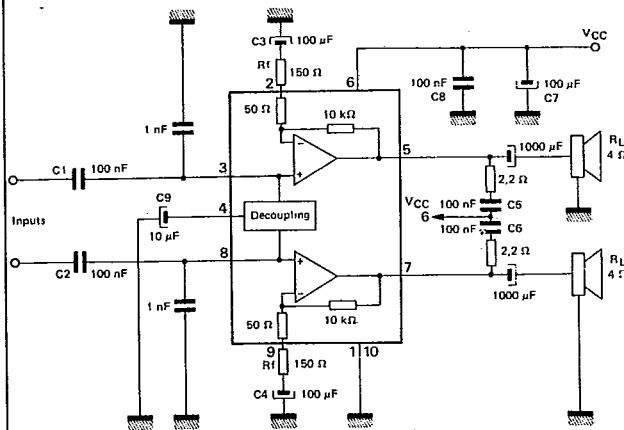 C3 100 µF
Rf 150 Ω
2
6
VCC
100 nF
C8
100 µF
C7
50 Ω
10 kΩ
1 nF
−
+
5
1000 µF
RL
4 Ω
2,2 Ω
C1 100 nF
3
C9
10 µF
4
Decoupling
VCC
6
100 nF C5
100 nF C6
Inputs
8
C2 100 nF
+
−
7
2,2 Ω
1000 µF
RL
4 Ω
1 nF
50 Ω
10 kΩ
9
Rf 150 Ω
1 10
C4 100 µF